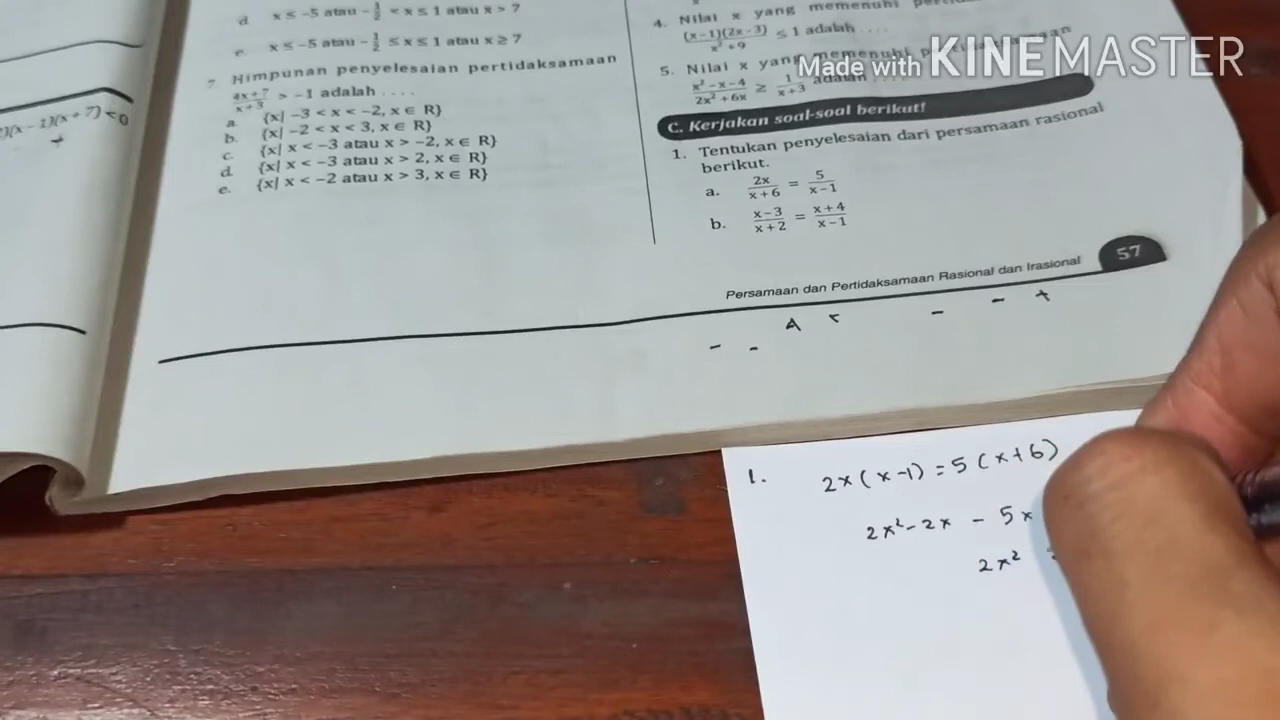 d. x ≤ -5 atau -1/2 < x ≤ 1 atau x > 7
e. x ≤ -5 atau -1/2 ≤ x ≤ 1 atau x ≥ 7
7 Himpunan penyelesaian pertidaksamaan
4x+7/x+3 > -1 adalah ....
a. {x| -3 < x < -2, x ∈ R}
b. {x| -2 < x < 3, x ∈ R}
c. {x| x < -3 atau x > -2, x ∈ R}
d. {x| x < -3 atau x > 2, x ∈ R}
e. {x| x < -2 atau x > 3, x ∈ R}
)(x-1)(x+7) < 0
+
4. Nilai x yang memenuhi
(x-1)(2x-3)/x²+9 ≤ 1 adalah ....
5. Nilai x yang memenuhi
x²-x-4/2x²+6x ≥ 1/x+3 adalah
Made with KINEMASTER
C. Kerjakan soal-soal berikut!
1. Tentukan penyelesaian dari persamaan rasional
berikut.
a. 2x/x+6 = 5/x-1
b. x-3/x+2 = x+4/x-1
Persamaan dan Pertidaksamaan Rasional dan Irasional 57
1. 2x(x-1) = 5(x+6)
2x²-2x - 5x
2x²